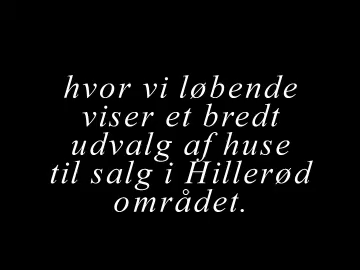 hvor vi løbende
viser et bredt
udvalg af huse
til salg i Hillerød
området.